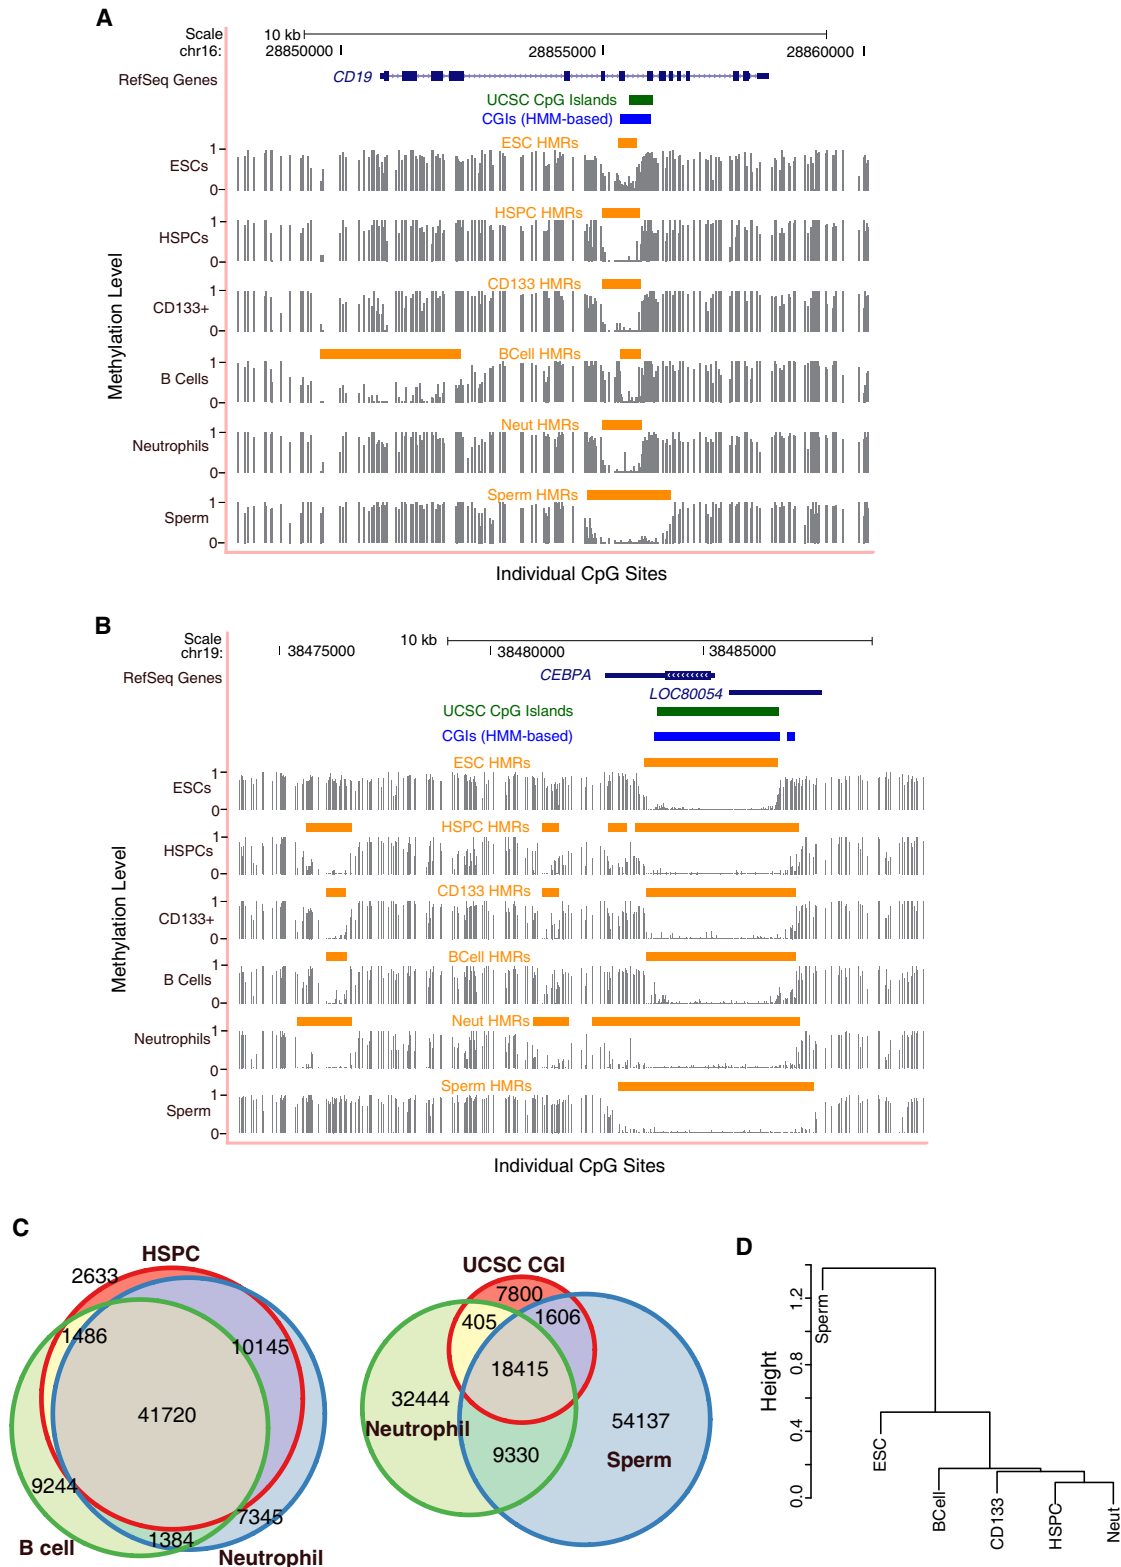 A
Scale
10 kb
chr16:
28850000
28855000
28860000
RefSeq Genes
CD19
UCSC CpG Islands
CGIs (HMM-based)
ESC HMRs
1
ESCs
0
HSPC HMRs
1
HSPCs
0
CD133 HMRs
1
CD133+
0
BCell HMRs
1
B Cells
0
Neut HMRs
1
Neutrophils
0
Sperm HMRs
1
Sperm
0
Methylation Level
Individual CpG Sites
B
Scale
10 kb
chr19:
38475000
38480000
38485000
RefSeq Genes
CEBPA
LOC80054
UCSC CpG Islands
CGIs (HMM-based)
ESC HMRs
1
ESCs
0
HSPC HMRs
1
HSPCs
0
CD133 HMRs
1
CD133+
0
BCell HMRs
1
B Cells
0
Neut HMRs
1
Neutrophils
0
Sperm HMRs
1
Sperm
0
Methylation Level
Individual CpG Sites
C
HSPC
2633
1486
10145
41720
9244
7345
1384
B cell
Neutrophil
UCSC CGI
7800
405
1606
18415
32444
Neutrophil
54137
9330
Sperm
D
Height
0.0
0.4
0.8
1.2
Sperm
ESC
BCell
CD133
HSPC
Neut